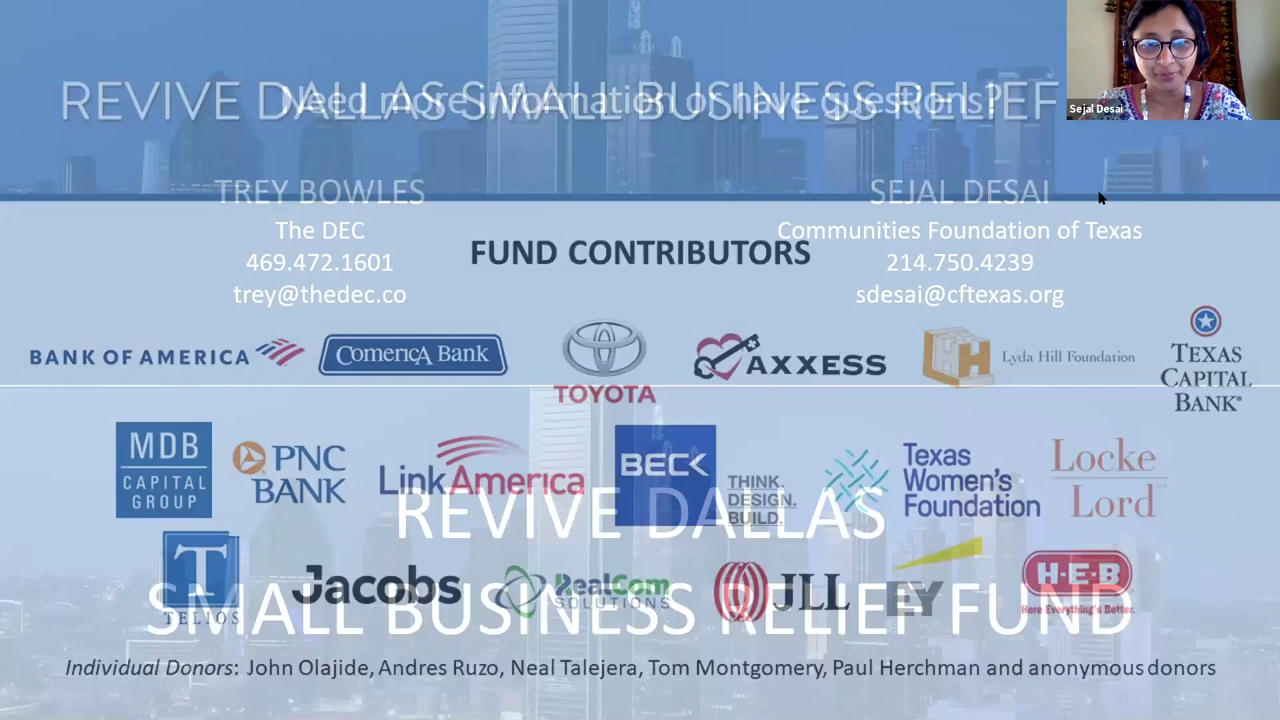 REVIVE DALLAS SMALL BUSINESS RELIEF
Need more information or have questions?
Sejal Desai
TREY BOWLES
The DEC
469.472.1601
trey@thedec.co
SEJAL DESAI
Communities Foundation of Texas
214.750.4239
sdesai@cftexas.org
FUND CONTRIBUTORS
BANK OF AMERICA
Comerica Bank
TOYOTA
AXXESS
LH
Lyda Hill Foundation
TEXAS
CAPITAL
BANK®
MDB
CAPITAL
GROUP
PNC
BANK
LinkAmerica
BECK
THINK.
DESIGN.
BUILD.
Texas
Women's
Foundation
Locke
Lord
REVIVE DALLAS
T
TELIOS
Jacobs
RealCom
SOLUTIONS
JLL
EY
H-E-B
Here Everything's Better.
SMALL BUSINESS RELIEF FUND
Individual Donors: John Olajide, Andres Ruzo, Neal Talejera, Tom Montgomery, Paul Herchman and anonymous donors